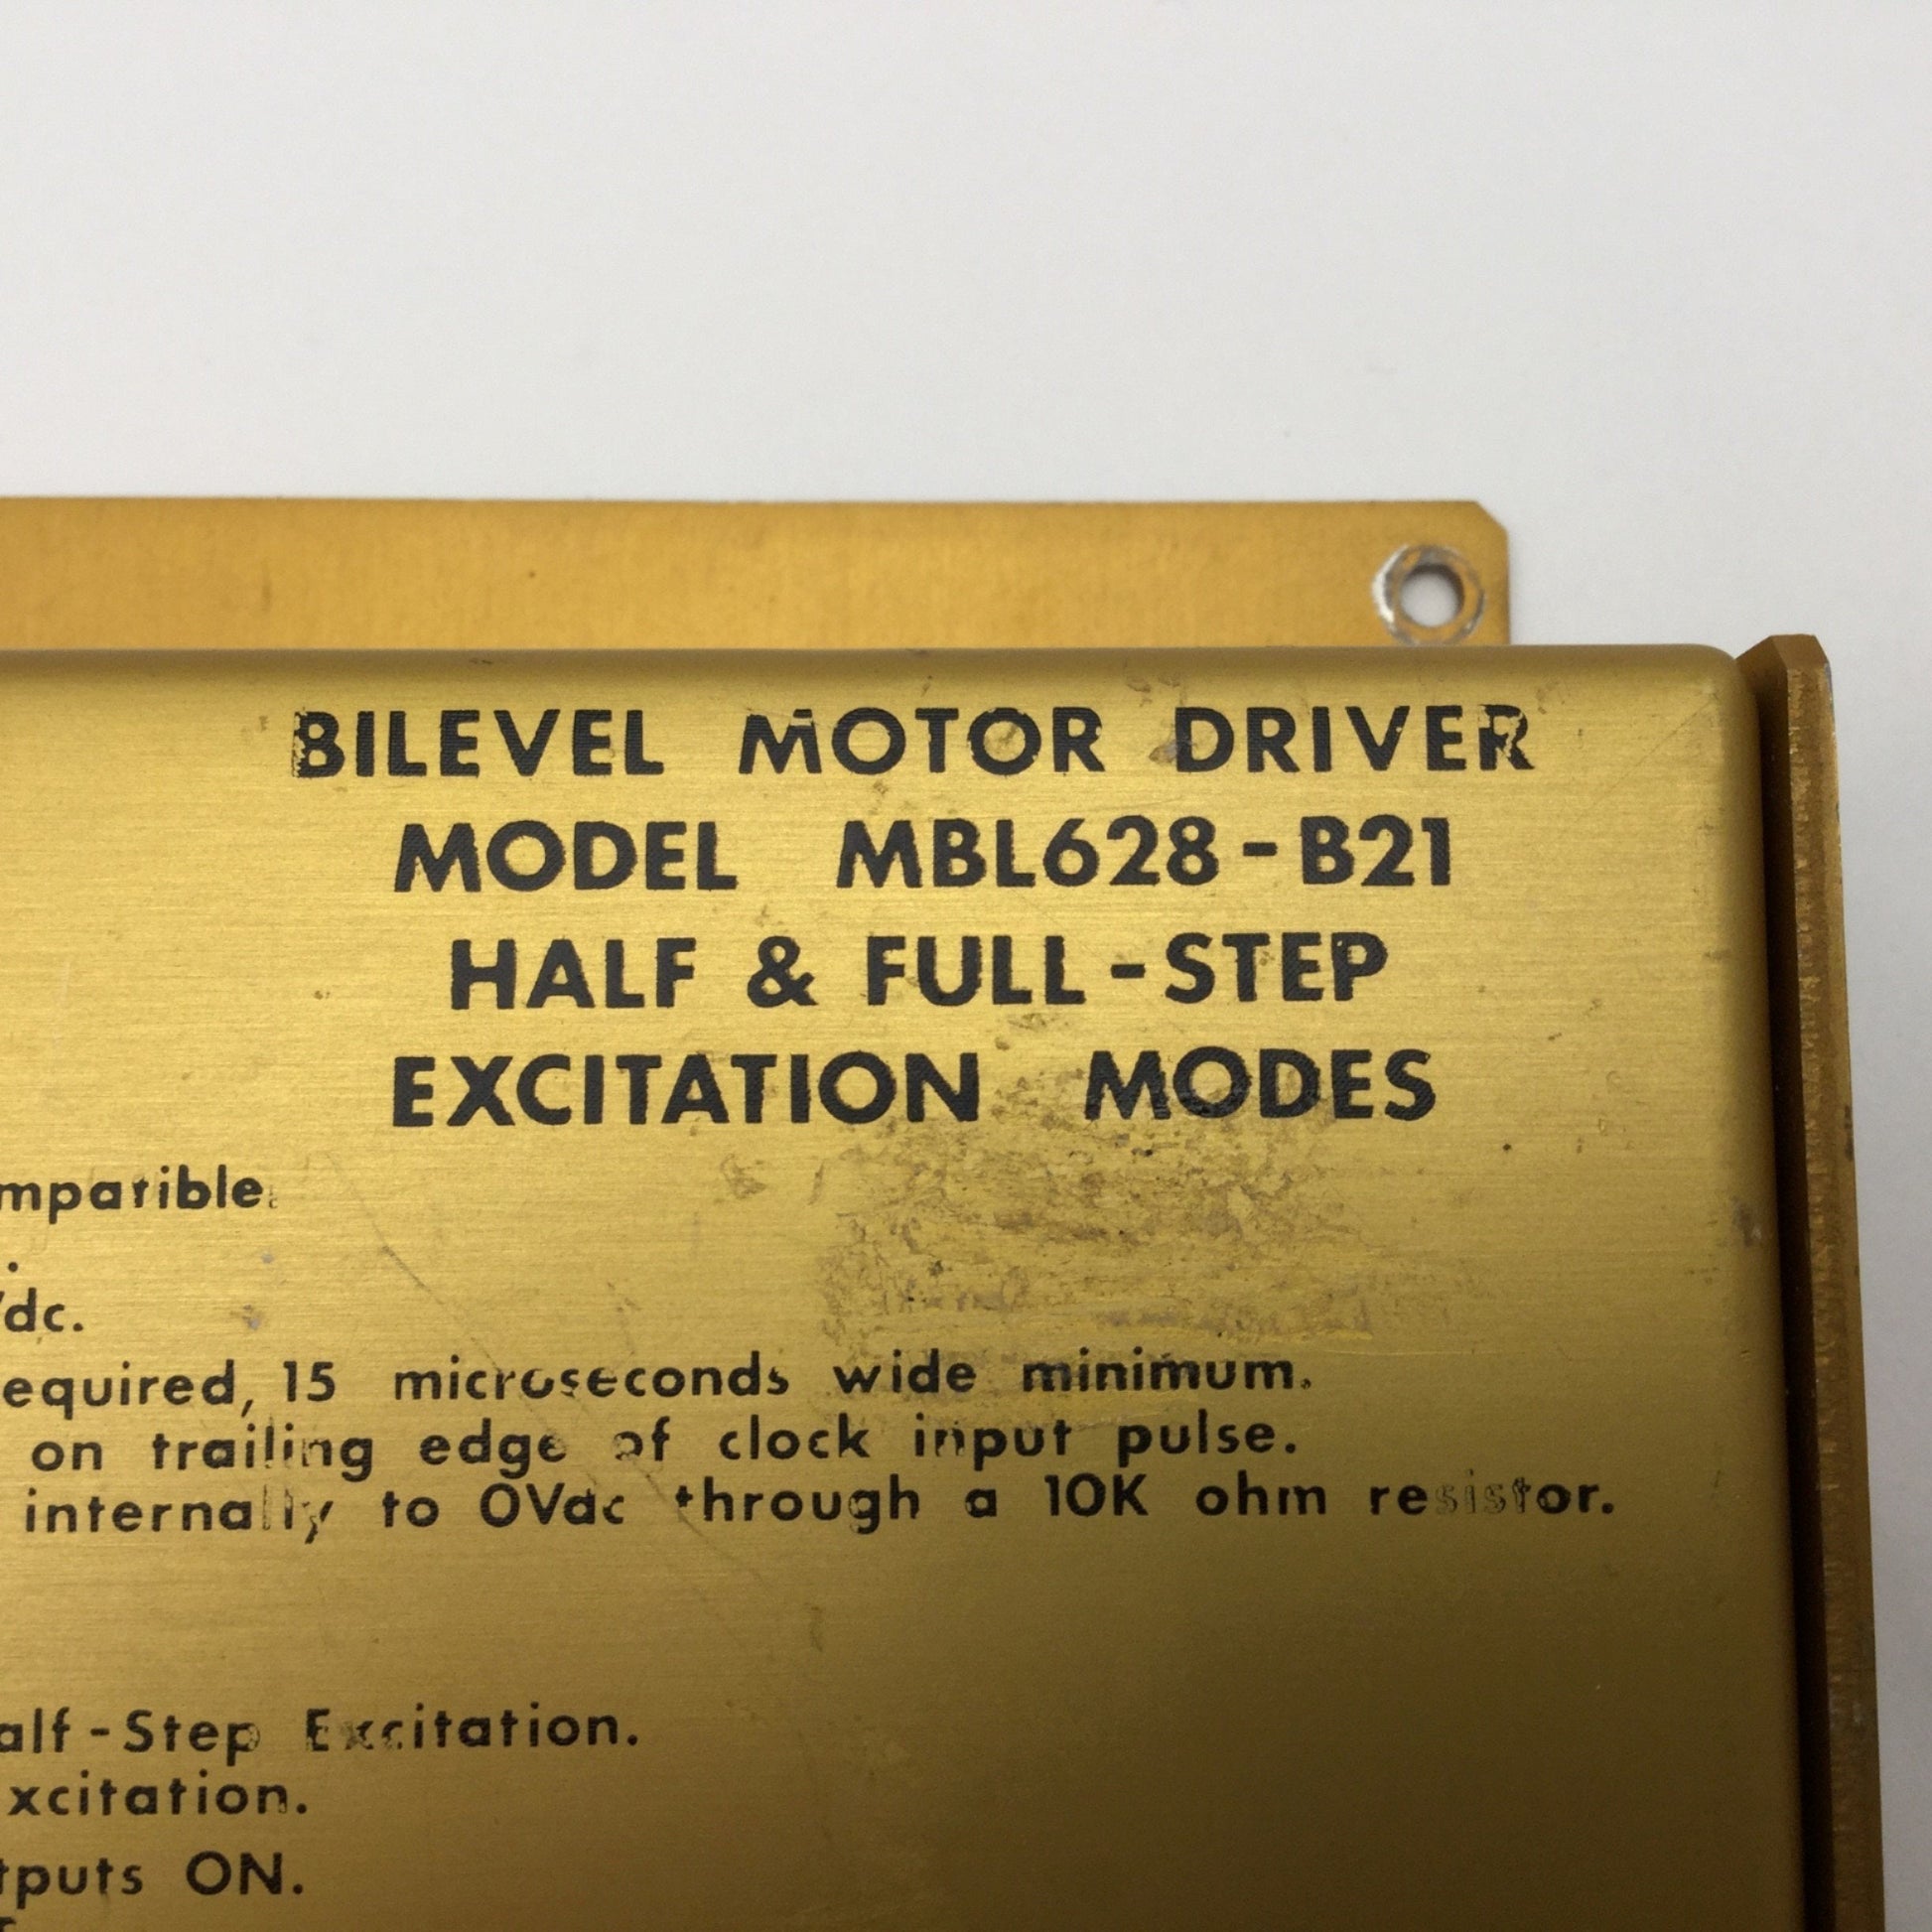 BILEVEL MOTOR DRIVER
MODEL MBL628-B21
HALF & FULL-STEP
EXCITATION MODES
mpatible.
.
Vdc.
equired, 15 microseconds wide minimum.
on trailing edge of clock input pulse.
internally to 0Vdc through a 10K ohm resistor.
alf-Step Excitation.
xcitation.
tputs ON.